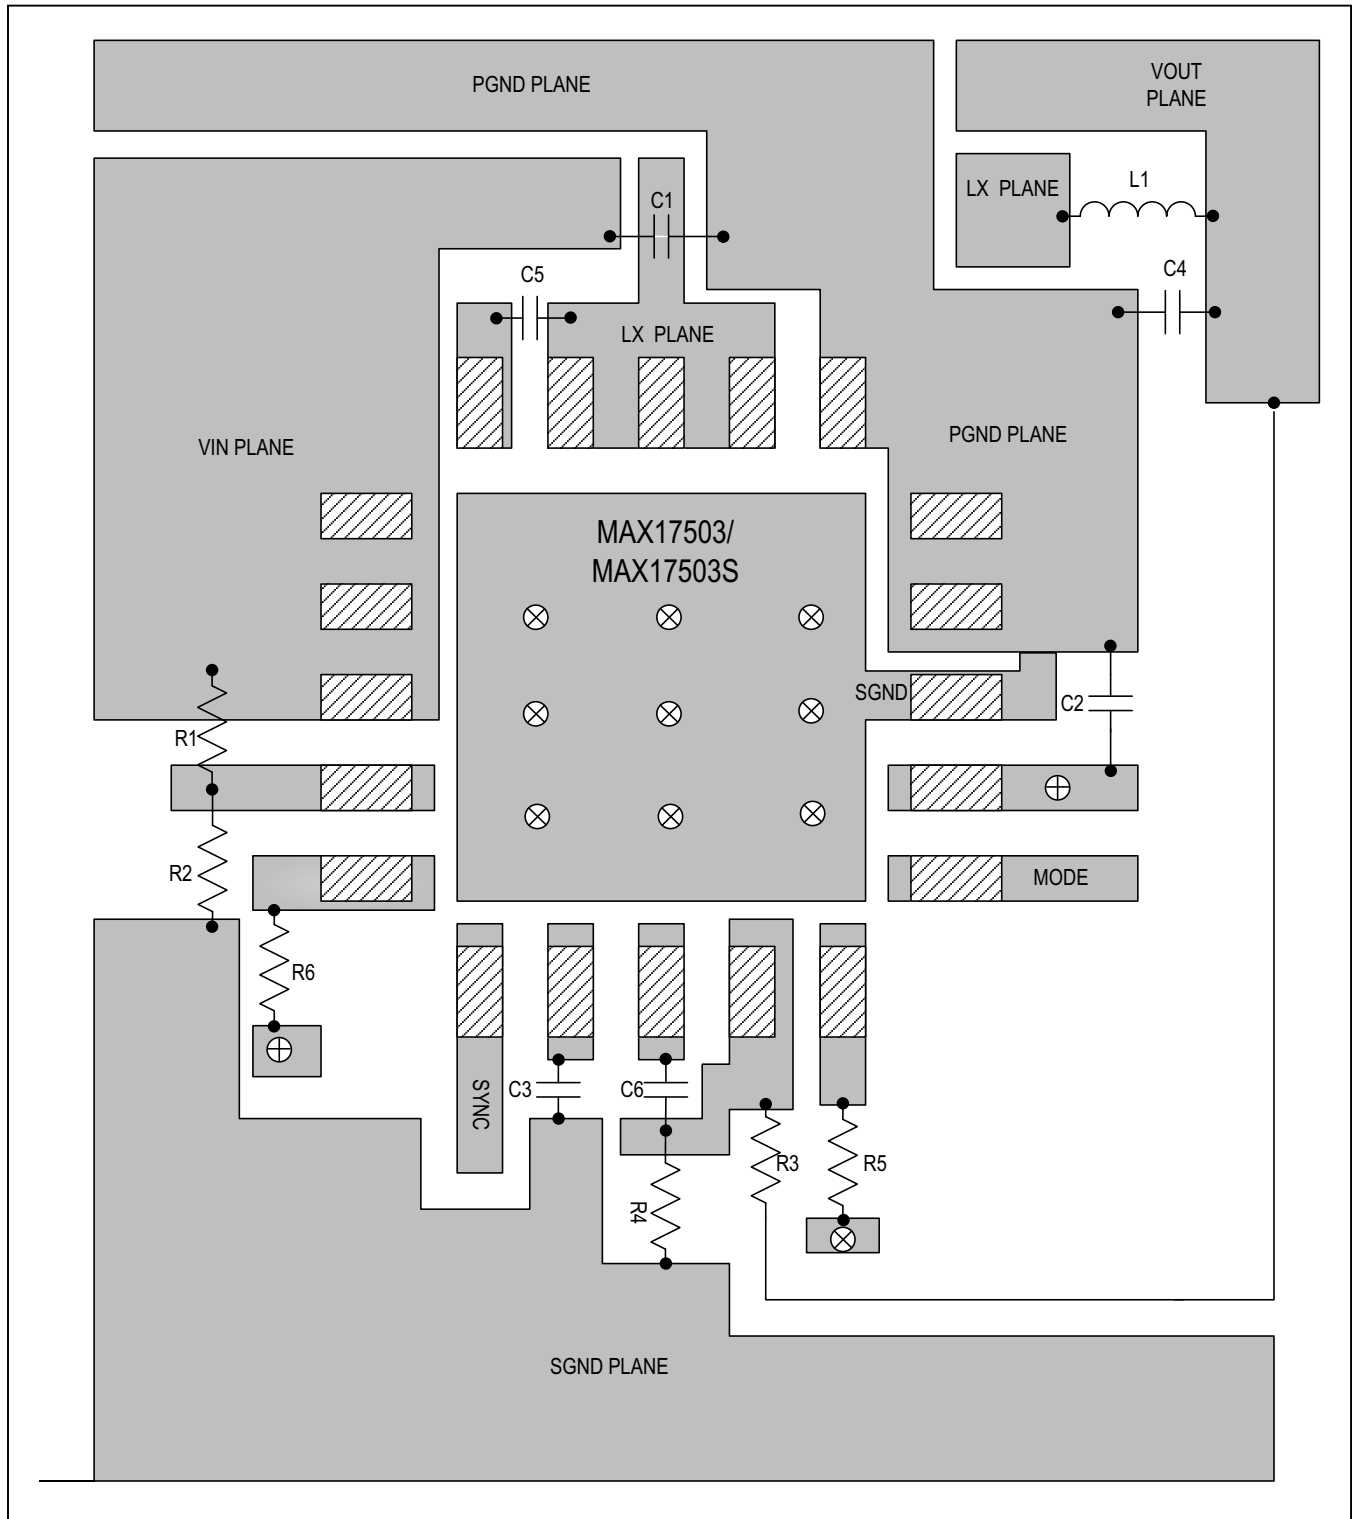 PGND PLANE
VOUT
PLANE
LX  PLANE
L1
C1
C5
C4
LX  PLANE
VIN PLANE
PGND PLANE
MAX17503/
MAX17503S
SGND
C2
R1
R2
MODE
R6
SYNC
C3
C6
R3
R5
R4
SGND PLANE